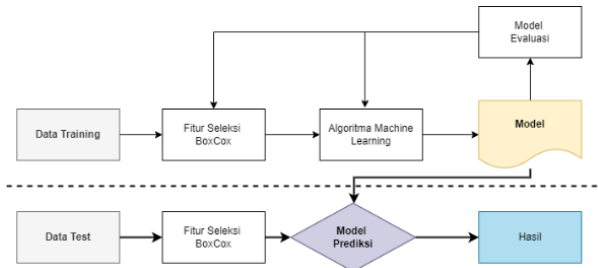 Model
Evaluasi
Data Training
Fitur Seleksi
BoxCox
Algoritma Machine
Learning
Model
Data Test
Fitur Seleksi
BoxCox
Model
Prediksi
Hasil